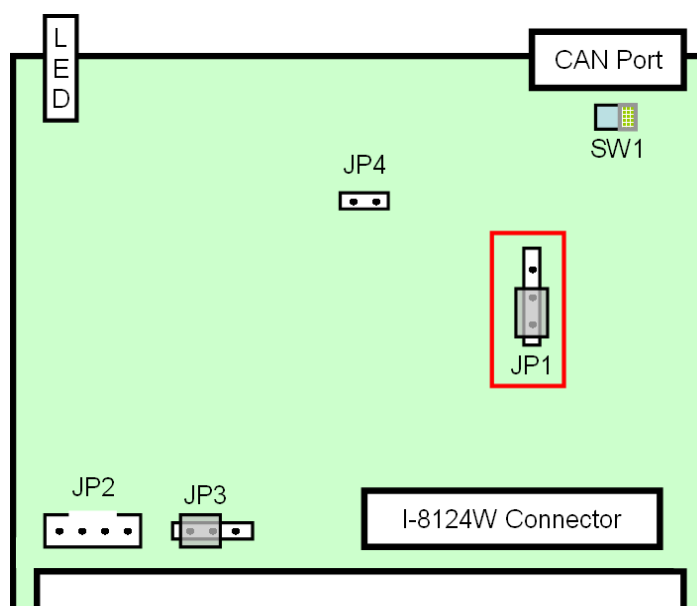 L
E
D
CAN Port
SW1
JP4
JP1
JP2
JP3
I-8124W Connector